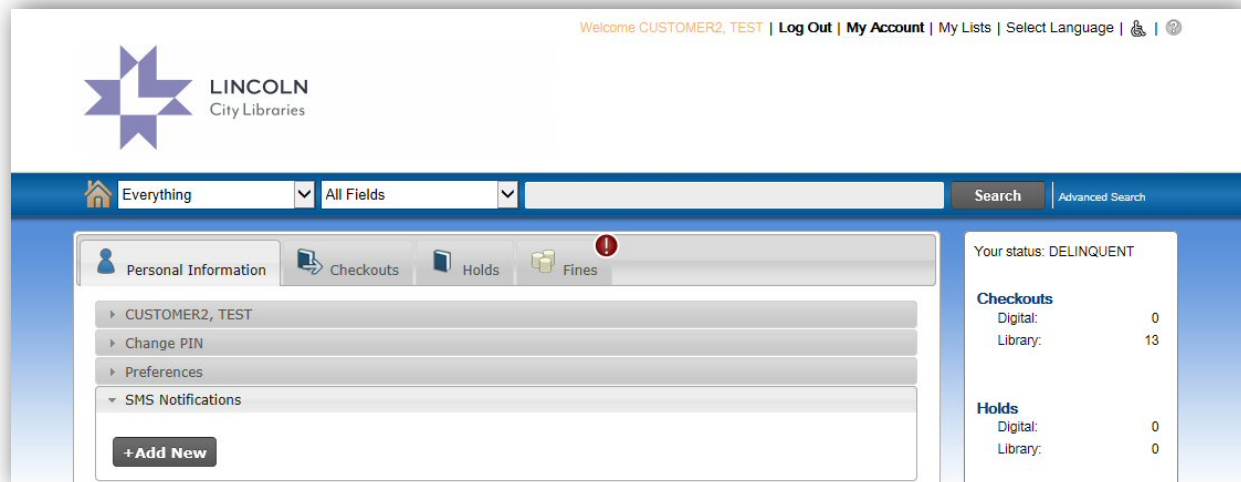 Welcome CUSTOMER2, TEST | Log Out | My Account | My Lists | Select Language | |
LINCOLN
City Libraries
Everything All Fields Search Advanced Search
Personal Information Checkouts Holds Fines
CUSTOMER2, TEST
Change PIN
Preferences
SMS Notifications
+Add New
Your status: DELINQUENT
Checkouts
Digital: 0
Library: 13
Holds
Digital: 0
Library: 0